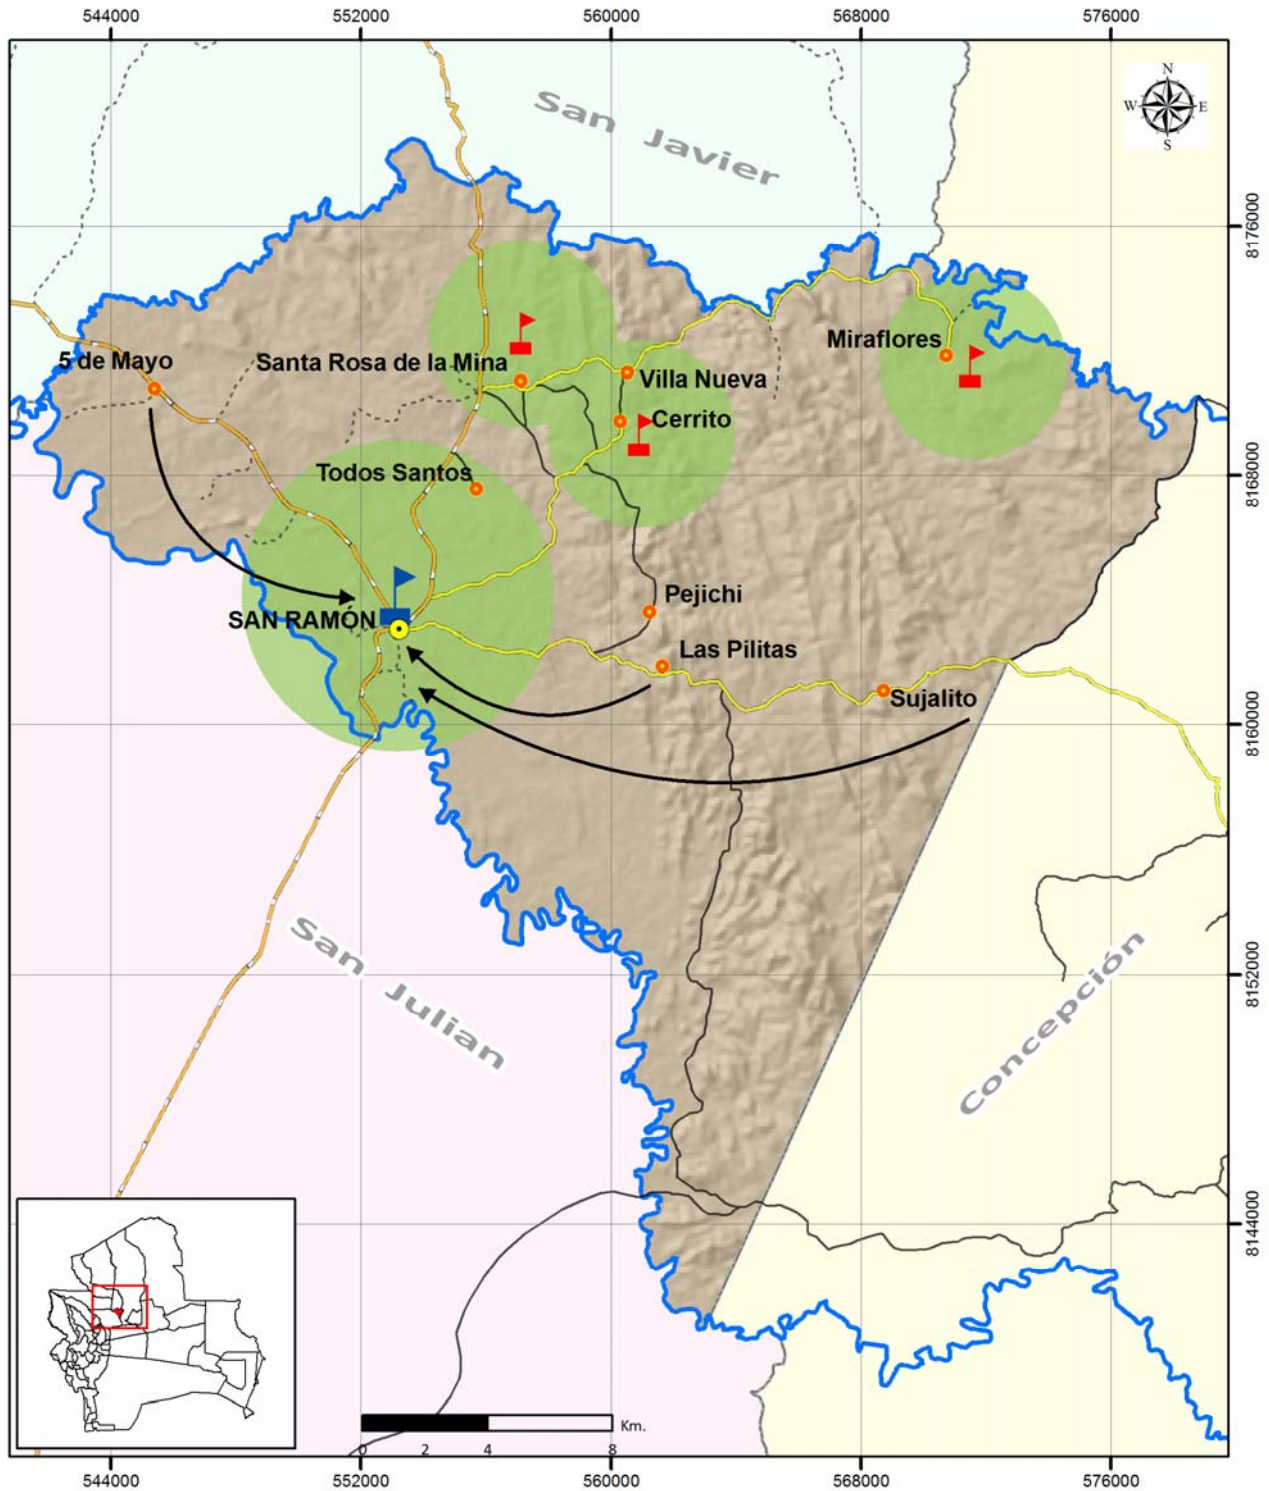 544000 552000 560000 568000 576000
N
W E
S
San Javier
8176000
Miraflores
5 de Mayo
Santa Rosa de la Mina
Villa Nueva
Cerrito
8168000
Todos Santos
Pejichi
SAN RAMÓN
Las Pilitas
Sujalito
8160000
San Julian
Concepción
8152000
8144000
Km.
0 2 4 8
544000 552000 560000 568000 576000